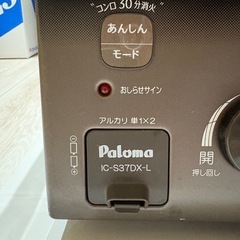 コンロ30分消火
あんしん
モード
おしらせサイン
アルカリ 単1×2
Paloma
IC-S37DX-L
開
押し回し